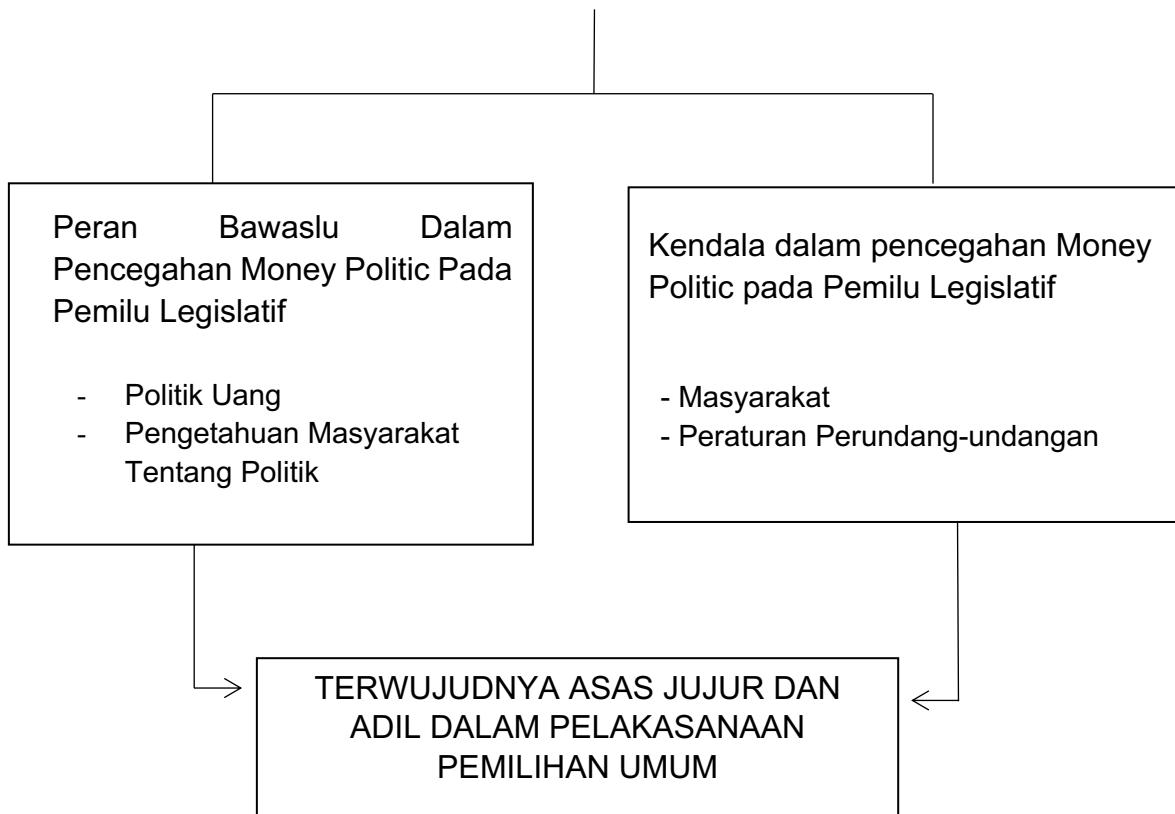 Peran Bawaslu Dalam
Pencegahan Money Politic Pada
Pemilu Legislatif
- Politik Uang
- Pengetahuan Masyarakat
Tentang Politik
Kendala dalam pencegahan Money
Politic pada Pemilu Legislatif
- Masyarakat
- Peraturan Perundang-undangan
TERWUJUDNYA ASAS JUJUR DAN
ADIL DALAM PELAKASANAAN
PEMILIHAN UMUM